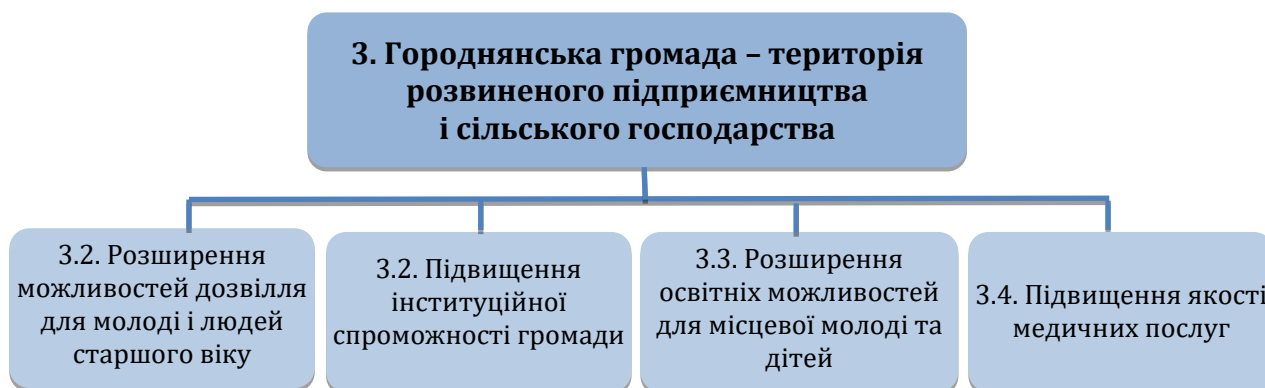 3. Городнянська громада – територія
розвиненого підприємництва
і сільського господарства
3.2. Розширення
можливостей дозвілля
для молоді і людей
старшого віку
3.2. Підвищення
інституційної
спроможності громади
3.3. Розширення
освітніх можливостей
для місцевої молоді та
дітей
3.4. Підвищення якості
медичних послуг